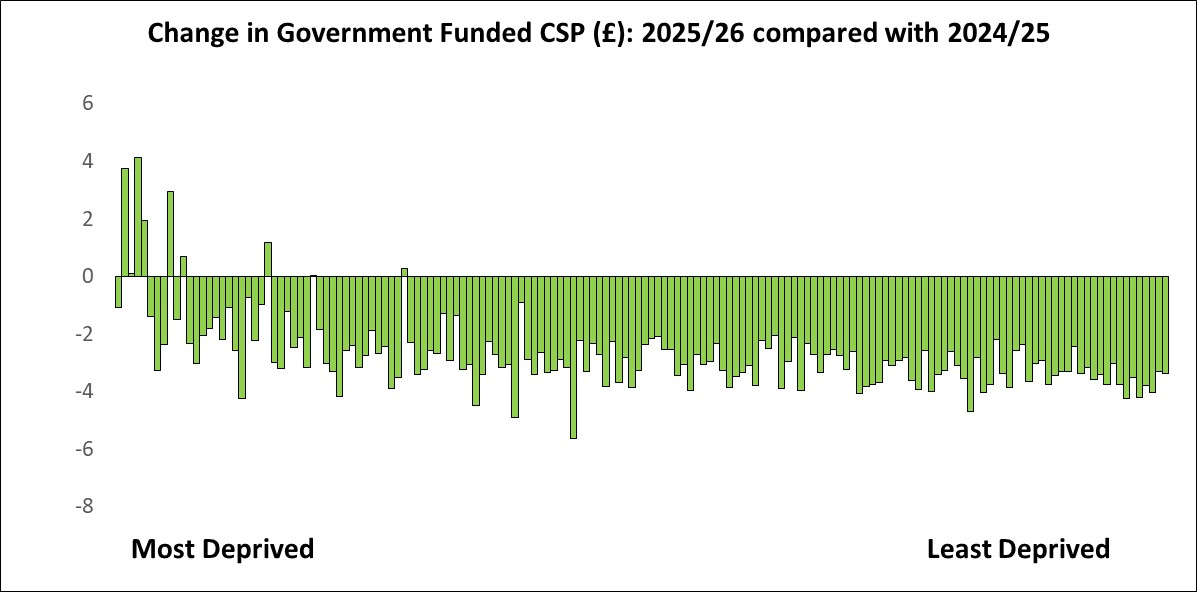 Change in Government Funded CSP (£): 2025/26 compared with 2024/25
6
4
2
0
-2
-4
-6
-8
Most Deprived
Least Deprived